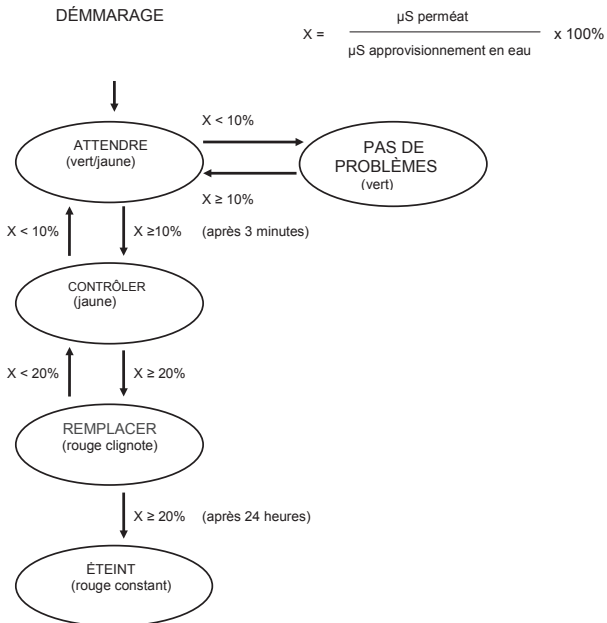 DÉMMARAGE
X = µS perméat x 100%
µS approvisionnement en eau
X < 10%
ATTENDRE
(vert/jaune)
PAS DE
PROBLÈMES
(vert)
X ≥ 10%
X < 10% X ≥10% (après 3 minutes)
CONTRÔLER
(jaune)
X < 20% X ≥ 20%
REMPLACER
(rouge clignote)
X ≥ 20% (après 24 heures)
ÉTEINT
(rouge constant)